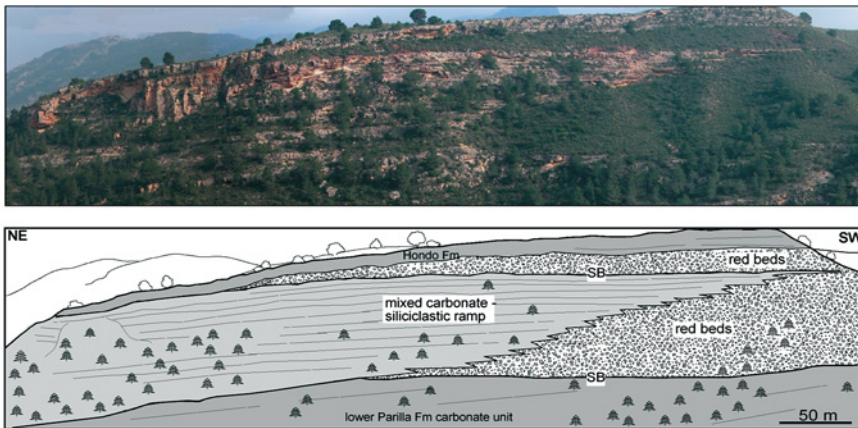 NE
SW
Hondo Fm
red beds
SB
mixed carbonate -
siliciclastic ramp
red beds
SB
lower Parilla Fm carbonate unit
50 m